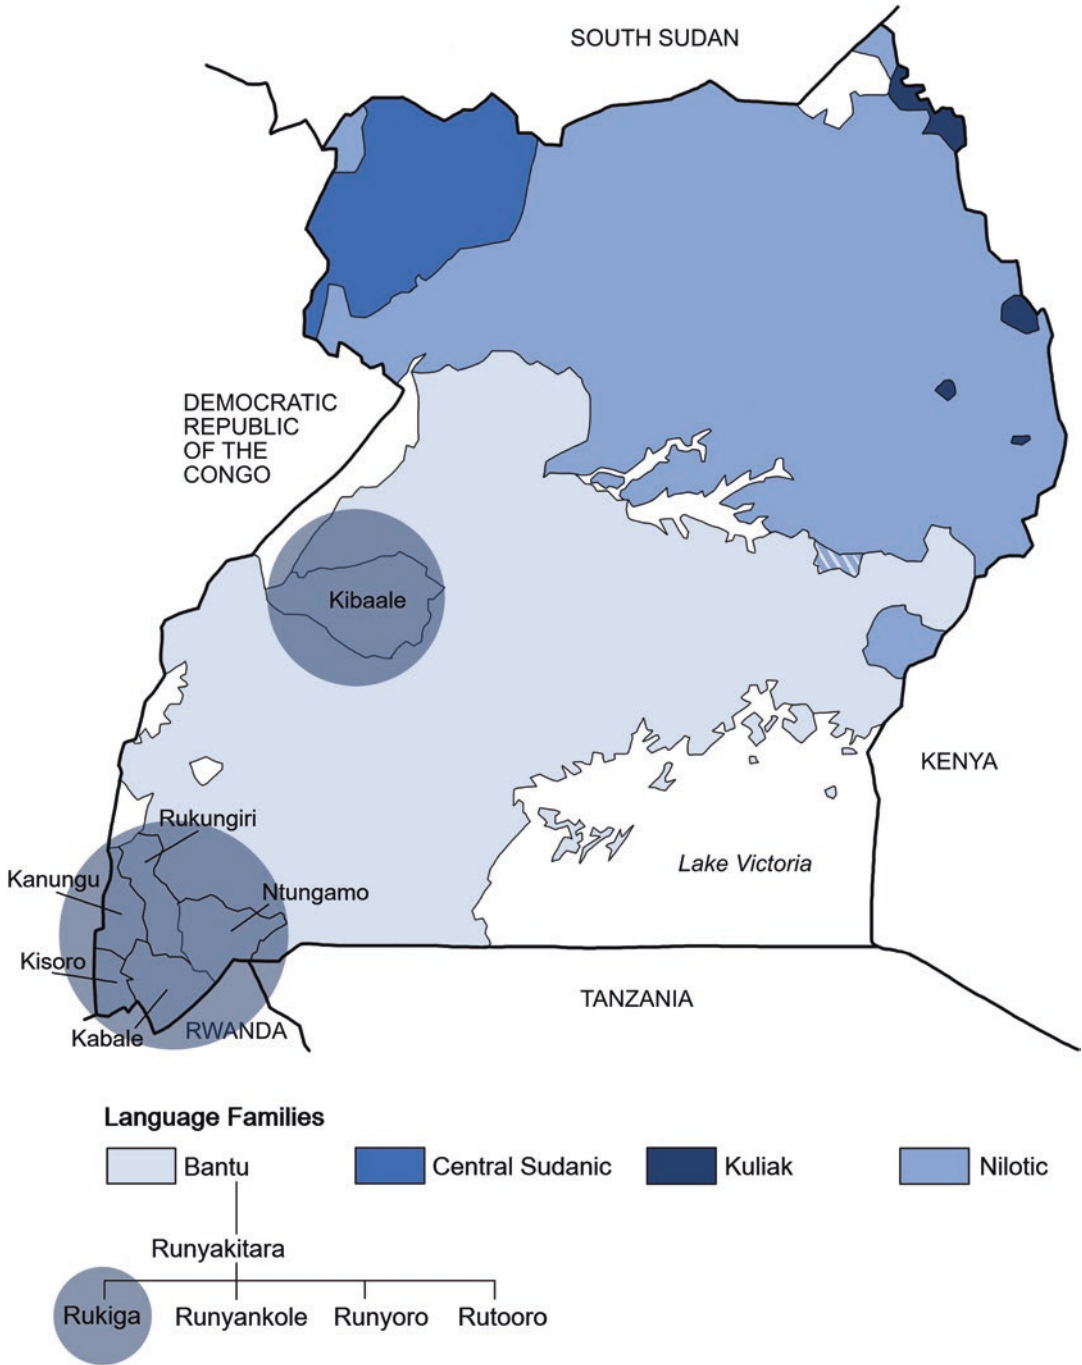 SOUTH SUDAN
DEMOCRATIC
REPUBLIC
OF THE
CONGO
Kibaale
KENYA
Rukungiri
Lake Victoria
Kanungu
Ntungamo
Kisoro
TANZANIA
Kabale
RWANDA
Language Families
Bantu
Central Sudanic
Kuliak
Nilotic
Runyakitara
Rukiga
Runyankole
Runyoro
Rutooro